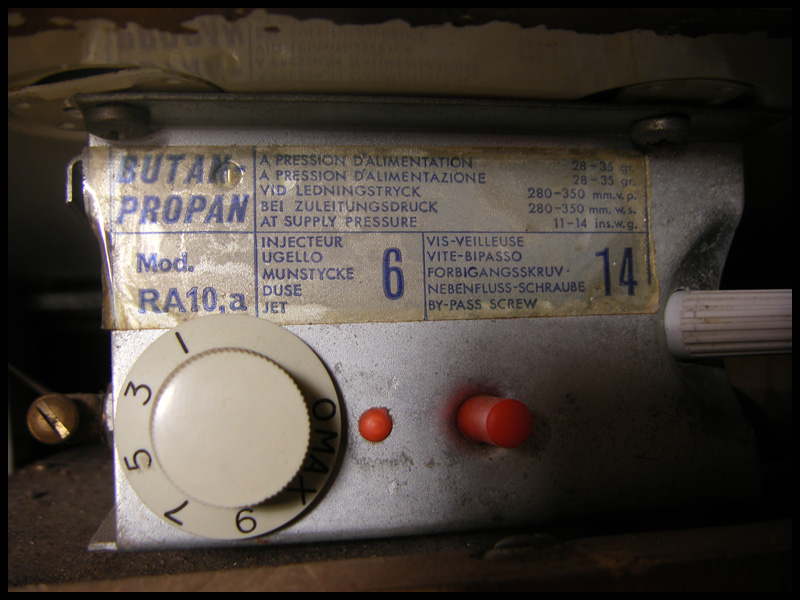 BUTAN-
PROPAN
A PRESSION D'ALIMENTATION 28-35 gr.
A PRESSION D'ALIMENTAZIONE 28-35 gr.
VID LEDNINGSTRYCK 280-350 mm.v.p.
BEI ZULEITUNGSDRUCK 280-350 mm.w.s.
AT SUPPLY PRESSURE 11-14 ins.w.g.
Mod.
RA10.a
INJECTEUR
UGELLO
MUNSTYCKE
DUSE
JET
6
VIS-VEILLEUSE
VITE-BIPASSO
FORBIGANGSSKRUV·
NEBENFLUSS-SCHRAUBE
BY-PASS SCREW
14
1
3
5
7
9
MAX
O